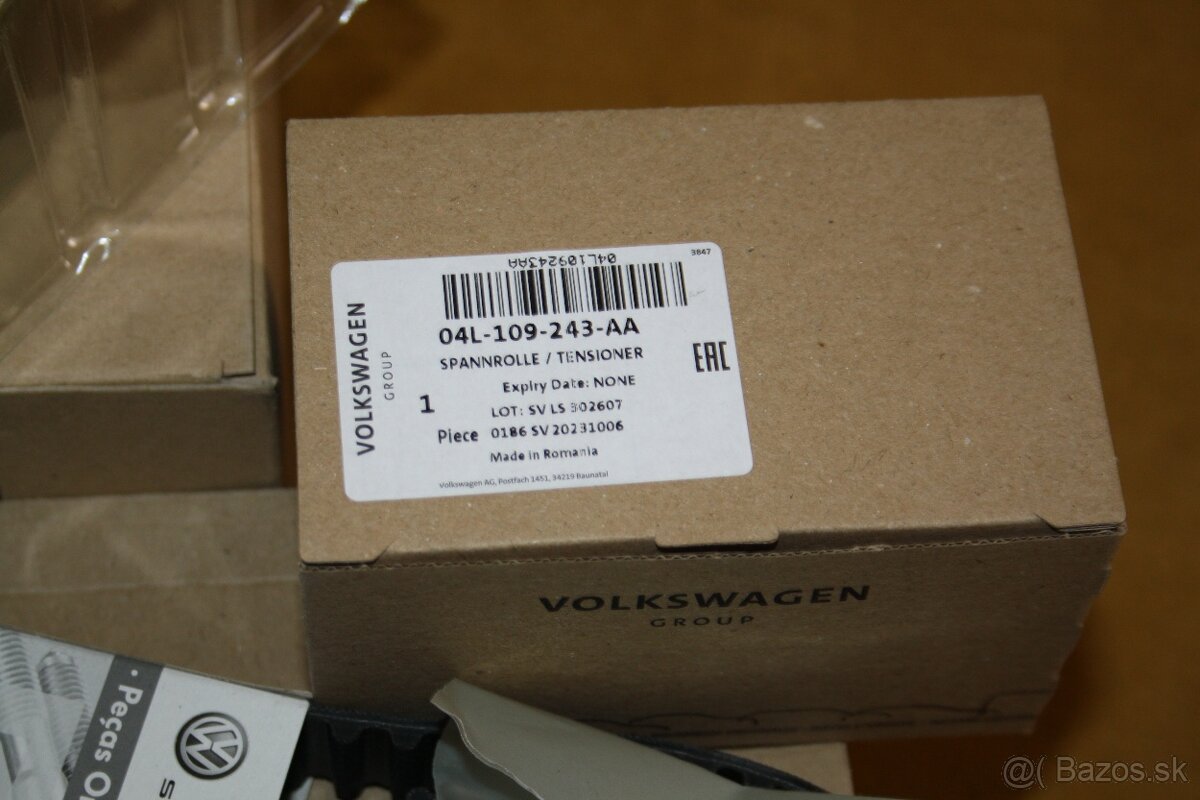 04L109243AA
3847
VOLKSWAGEN
GROUP
04L-109-243-AA
SPANNROLLE / TENSIONER
EAC
Expiry Date: NONE
1
Piece
LOT: SV LS 302607
0186 SV 20231006
Made in Romania
Volkswagen AG, Postfach 1451, 34219 Baunatal
VOLKSWAGEN
GROUP
• Peças
@( Bazos.sk